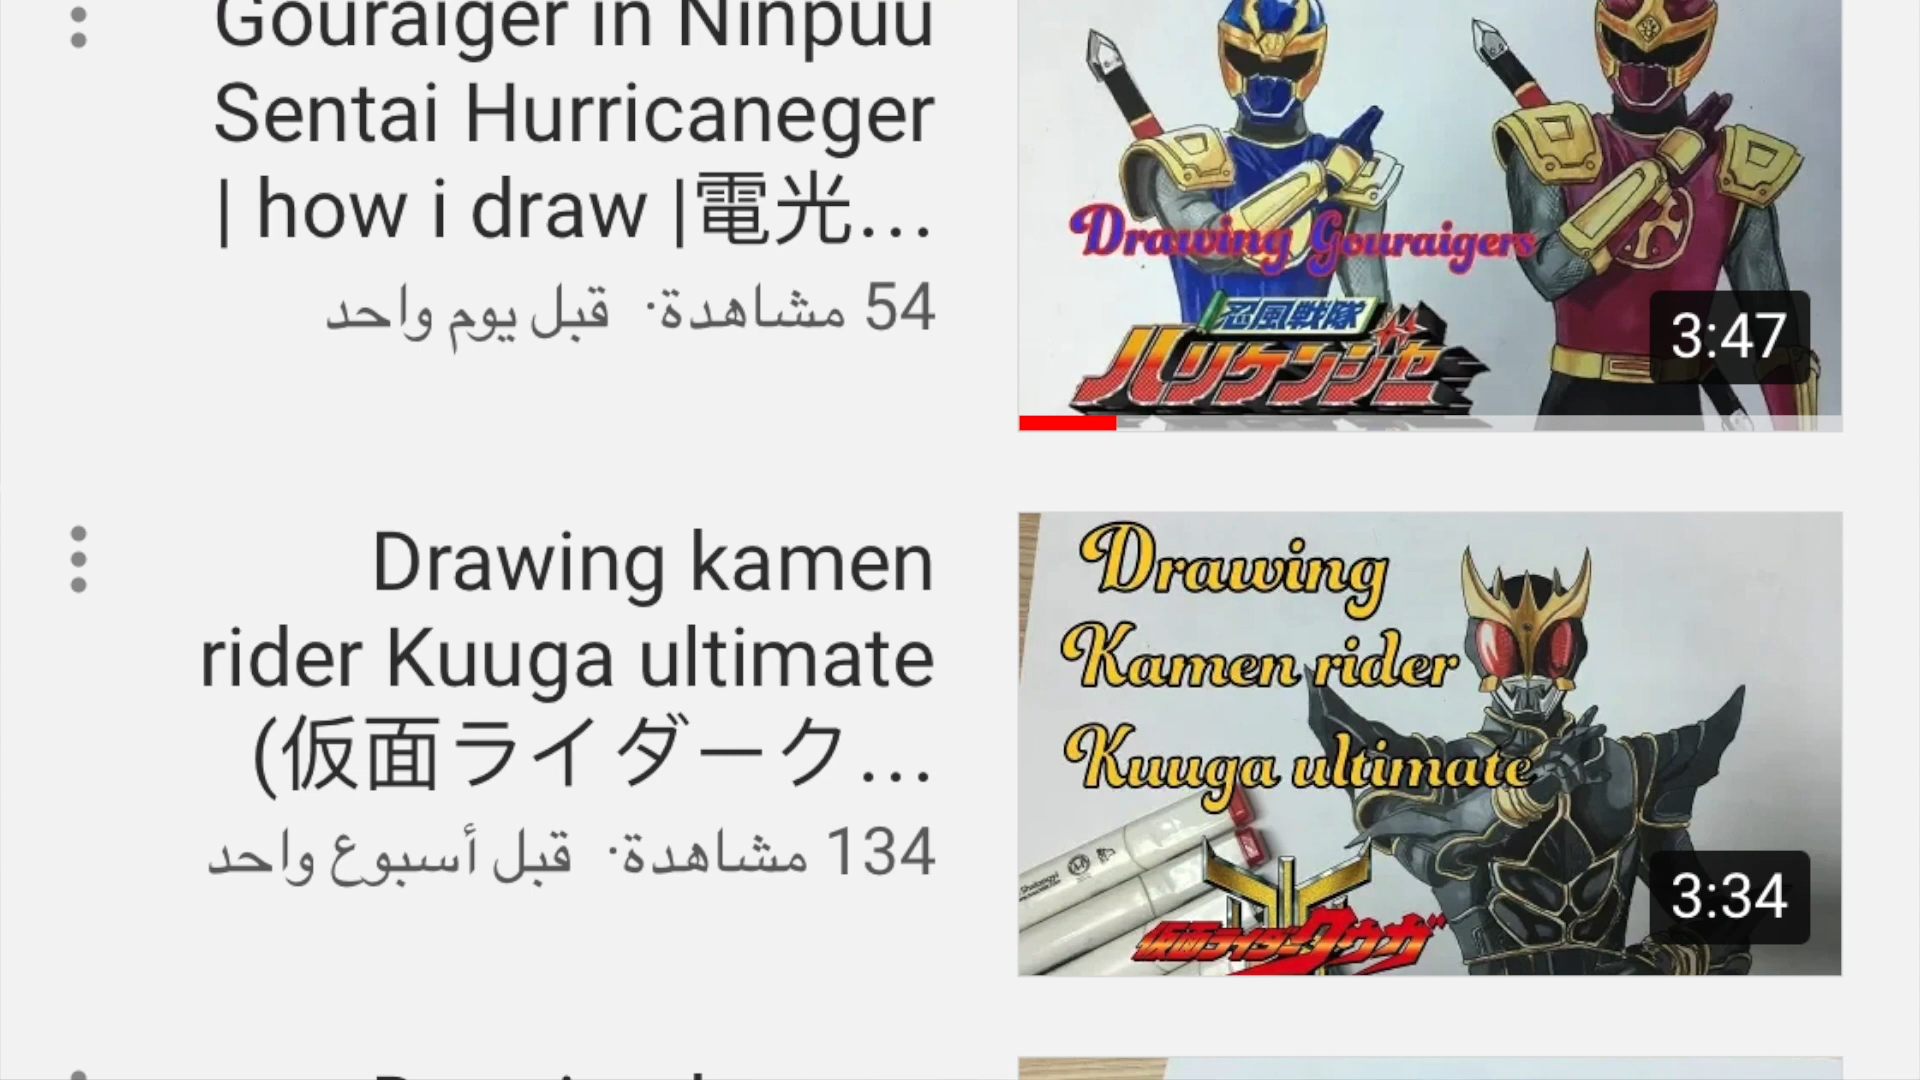 Gouraiger in Ninpuu
Sentai Hurricaneger
| how i draw |電光...
54 مشاهدة· قبل يوم واحد
Drawing Gouraigers
忍風戦隊
ハリケンジャー
3:47
Drawing kamen
rider Kuuga ultimate
(仮面ライダーク...
134 مشاهدة· قبل أسبوع واحد
Drawing
Kamen rider
Kuuga ultimate
仮面ライダークウガ
3:34